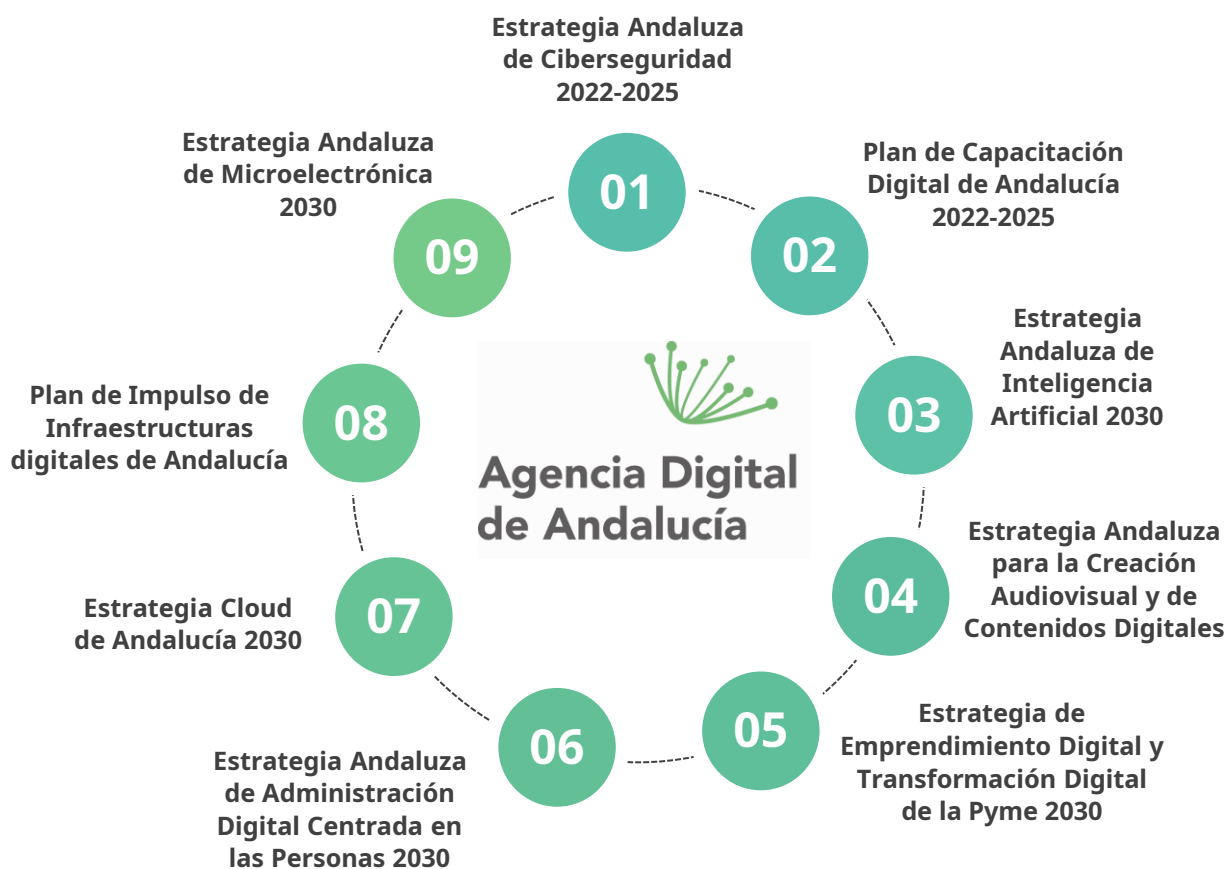 Estrategia Andaluza
de Ciberseguridad
2022-2025
01
Plan de Capacitación
Digital de Andalucía
2022-2025
02
Estrategia
Andaluza de
Inteligencia
Artificial 2030
03
Estrategia Andaluza
para la Creación
Audiovisual y de
Contenidos Digitales
04
Estrategia de
Emprendimiento Digital y
Transformación Digital
de la Pyme 2030
05
Estrategia Andaluza
de Administración
Digital Centrada en
las Personas 2030
06
Estrategia Cloud
de Andalucía 2030
07
Plan de Impulso de
Infraestructuras
digitales de Andalucía
08
Estrategia Andaluza
de Microelectrónica
2030
09
Agencia Digital
de Andalucía